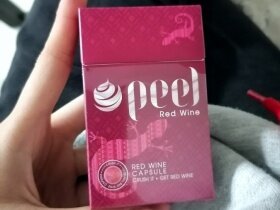 peel
Red Wine
RED WINE
CAPSULE
CRUSH IT • GET RED WINE